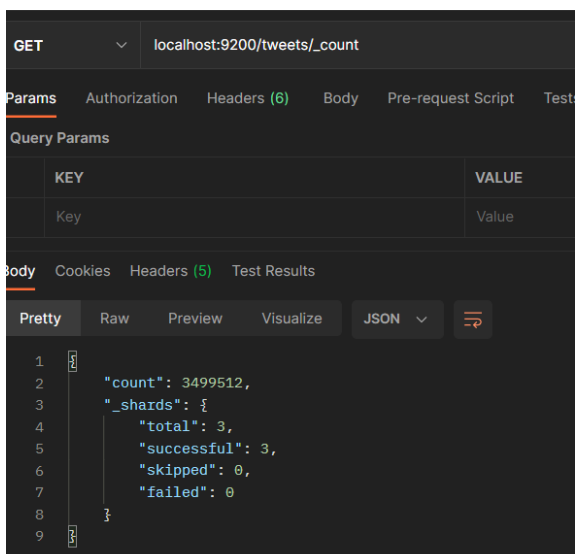 GET localhost:9200/tweets/_count
Params Authorization Headers (6) Body Pre-request Script Tests
Query Params
KEY VALUE
Key Value
Body Cookies Headers (5) Test Results
Pretty Raw Preview Visualize JSON
1 {
2 "count": 3499512,
3 "_shards": {
4 "total": 3,
5 "successful": 3,
6 "skipped": 0,
7 "failed": 0
8 }
9 }